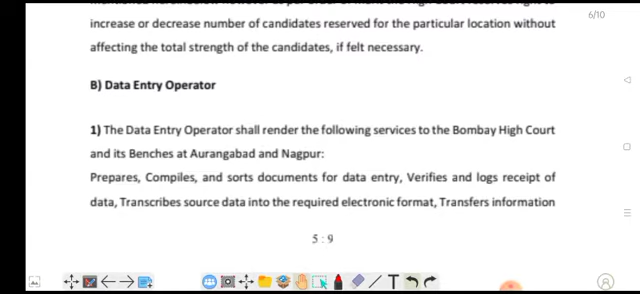 6/10
increase or decrease number of candidates reserved for the particular location without
affecting the total strength of the candidates, if felt necessary.
B) Data Entry Operator
1) The Data Entry Operator shall render the following services to the Bombay High Court
and its Benches at Aurangabad and Nagpur:
Prepares, Compiles, and sorts documents for data entry, Verifies and logs receipt of
data, Transcribes source data into the required electronic format, Transfers information
5 : 9
T